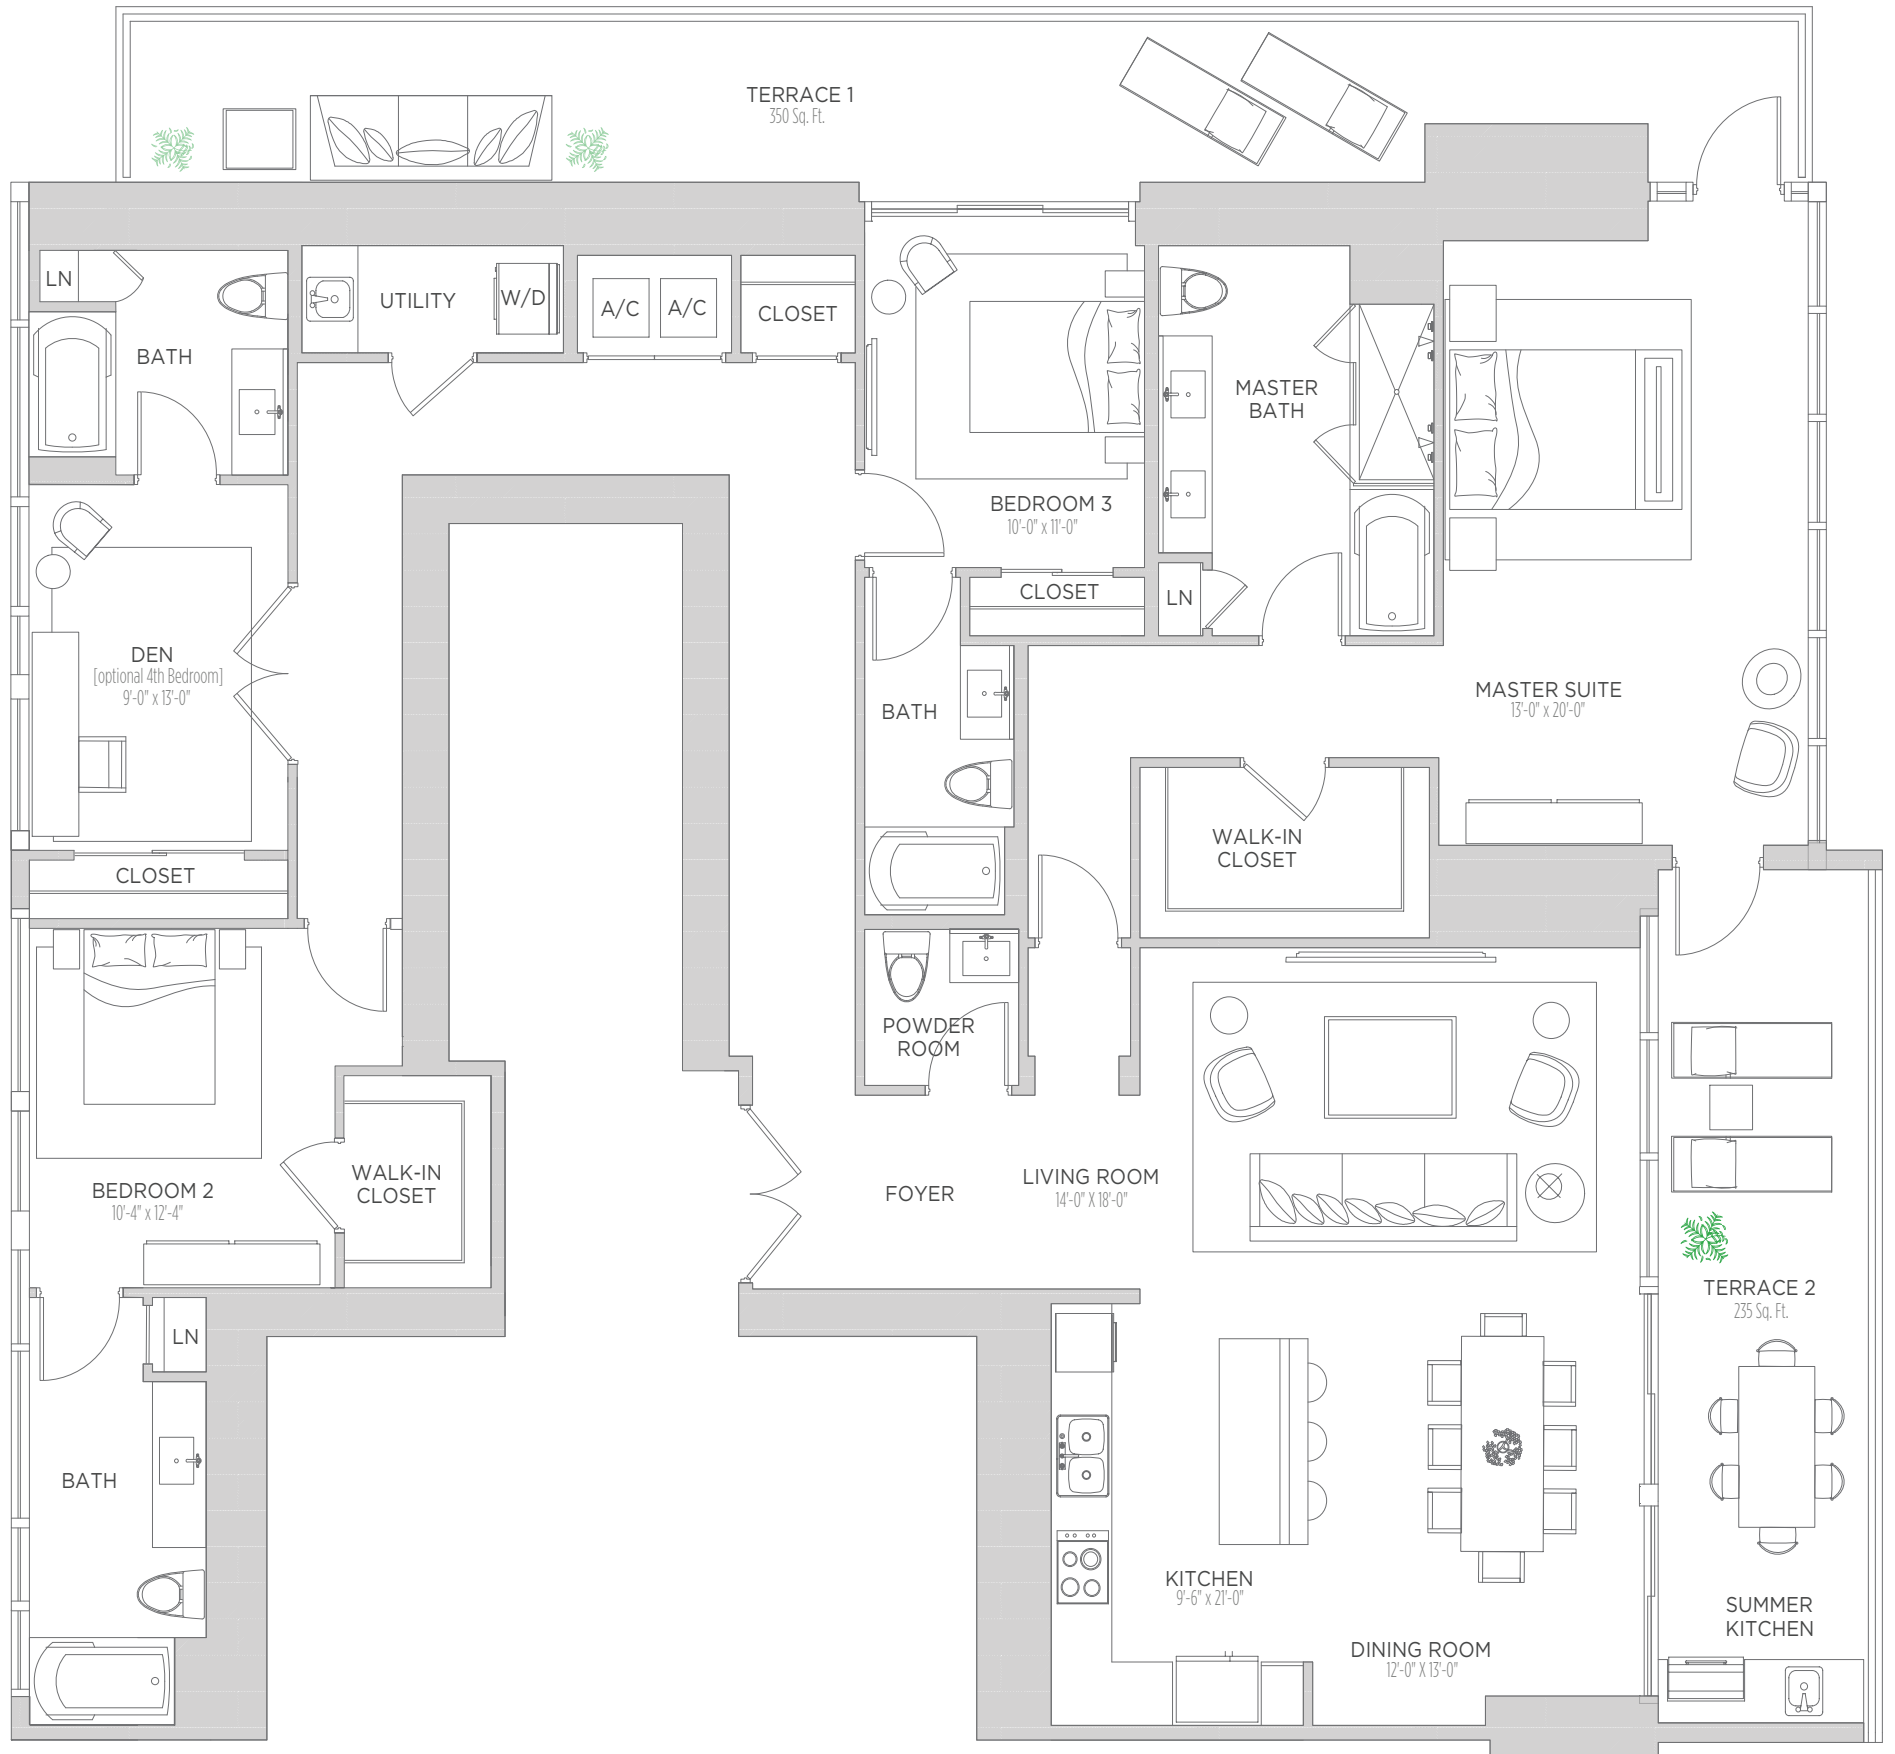 TERRACE 1
350 Sq. Ft.
LN
UTILITY
W/D
A/C
A/C
CLOSET
BATH
MASTER
BATH
BEDROOM 3
10'-0" x 11'-0"
CLOSET
LN
DEN
[optional 4th Bedroom]
9'-0" x 13'-0"
MASTER SUITE
13'-0" x 20'-0"
BATH
WALK-IN
CLOSET
CLOSET
POWDER
ROOM
WALK-IN
CLOSET
BEDROOM 2
10'-4" x 12'-4"
FOYER
LIVING ROOM
14'-0" X 18'-0"
TERRACE 2
235 Sq. Ft.
LN
BATH
KITCHEN
9'-6" x 21'-0"
SUMMER
KITCHEN
DINING ROOM
12'-0" X 13'-0"